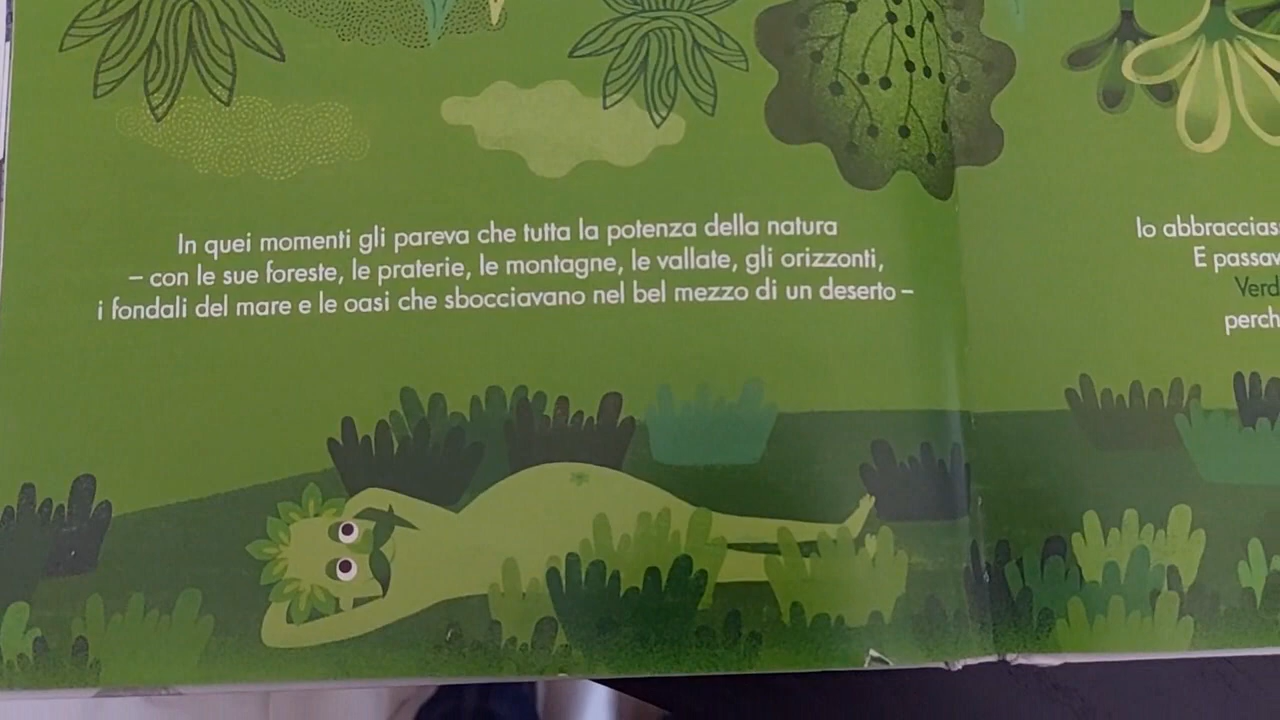 In quei momenti gli pareva che tutta la potenza della natura
– con le sue foreste, le praterie, le montagne, le vallate, gli orizzonti,
i fondali del mare e le oasi che sbocciavano nel bel mezzo di un deserto –
lo
E